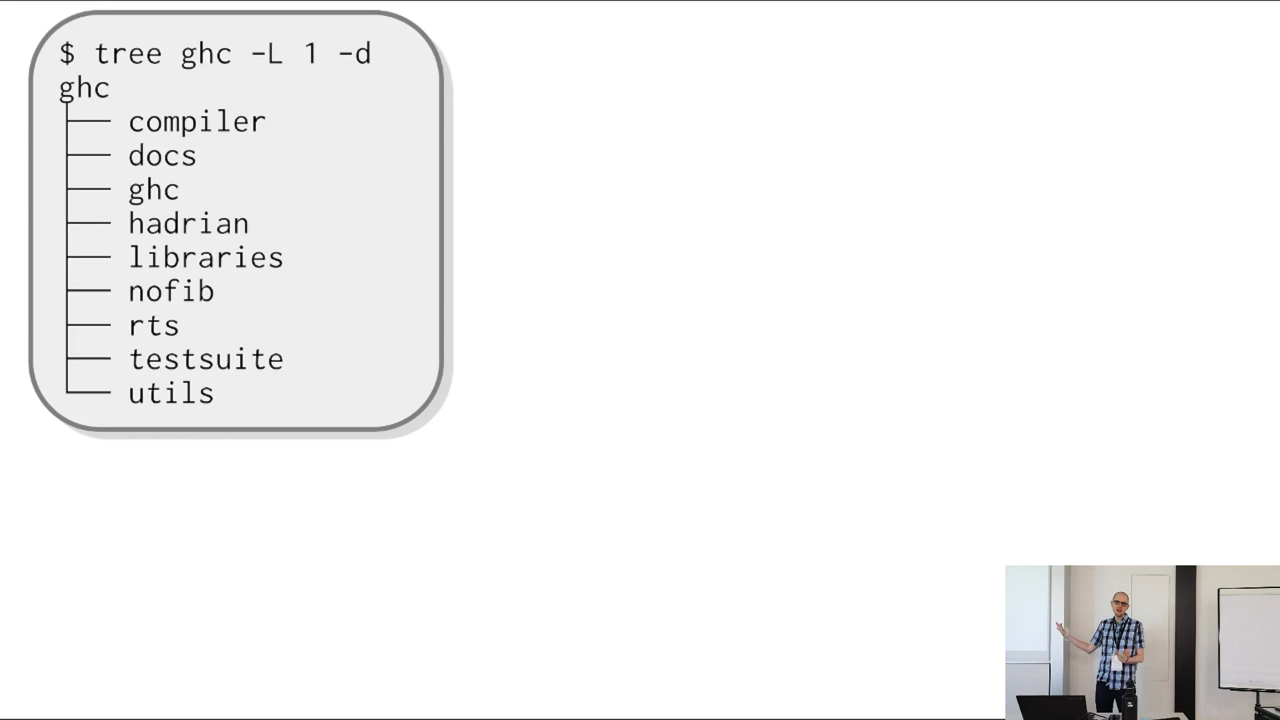 $ tree ghc -L 1 -d
ghc
├── compiler
├── docs
├── ghc
├── hadrian
├── libraries
├── nofib
├── rts
├── testsuite
└── utils